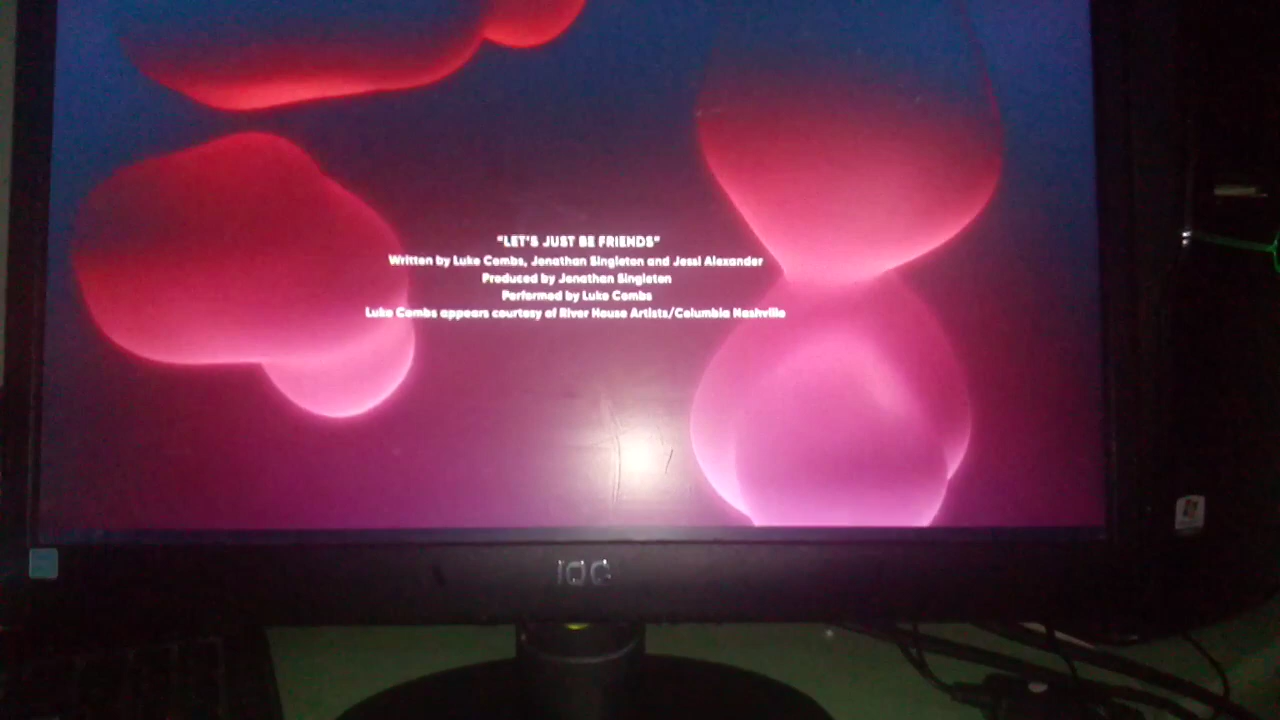 "LET'S JUST BE FRIENDS"
Written by Luke Combs, Jonathan Singleton and Jessi Alexander
Produced by Jonathan Singleton
Performed by Luke Combs
Luke Combs appears courtesy of River House Artists/Columbia Nashville